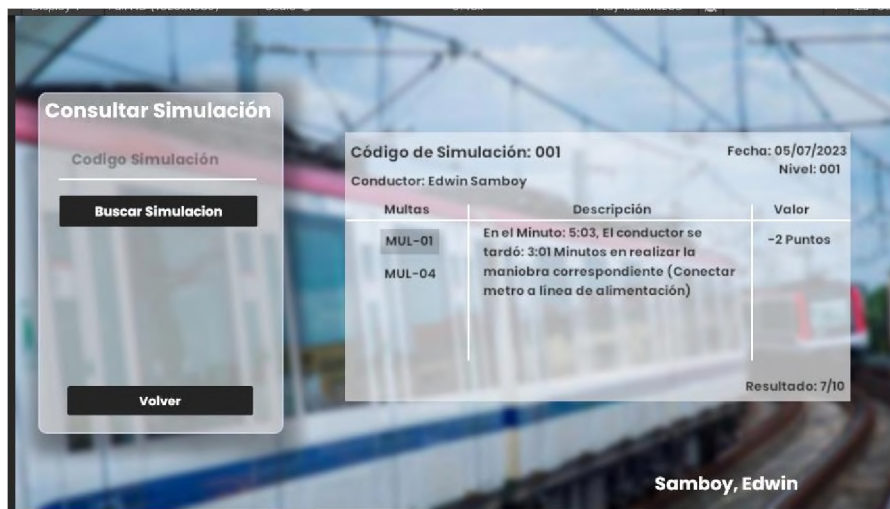 Consultar Simulación
Codigo Simulación
Buscar Simulacion
Volver
Código de Simulación: 001
Fecha: 05/07/2023
Nivel: 001
Conductor: Edwin Samboy
Multas Descripción Valor
MUL-01
MUL-04
En el Minuto: 5:03, El conductor se
tardó: 3:01 Minutos en realizar la
maniobra correspondiente (Conectar
metro a línea de alimentación)
-2 Puntos
Resultado: 7/10
Samboy, Edwin